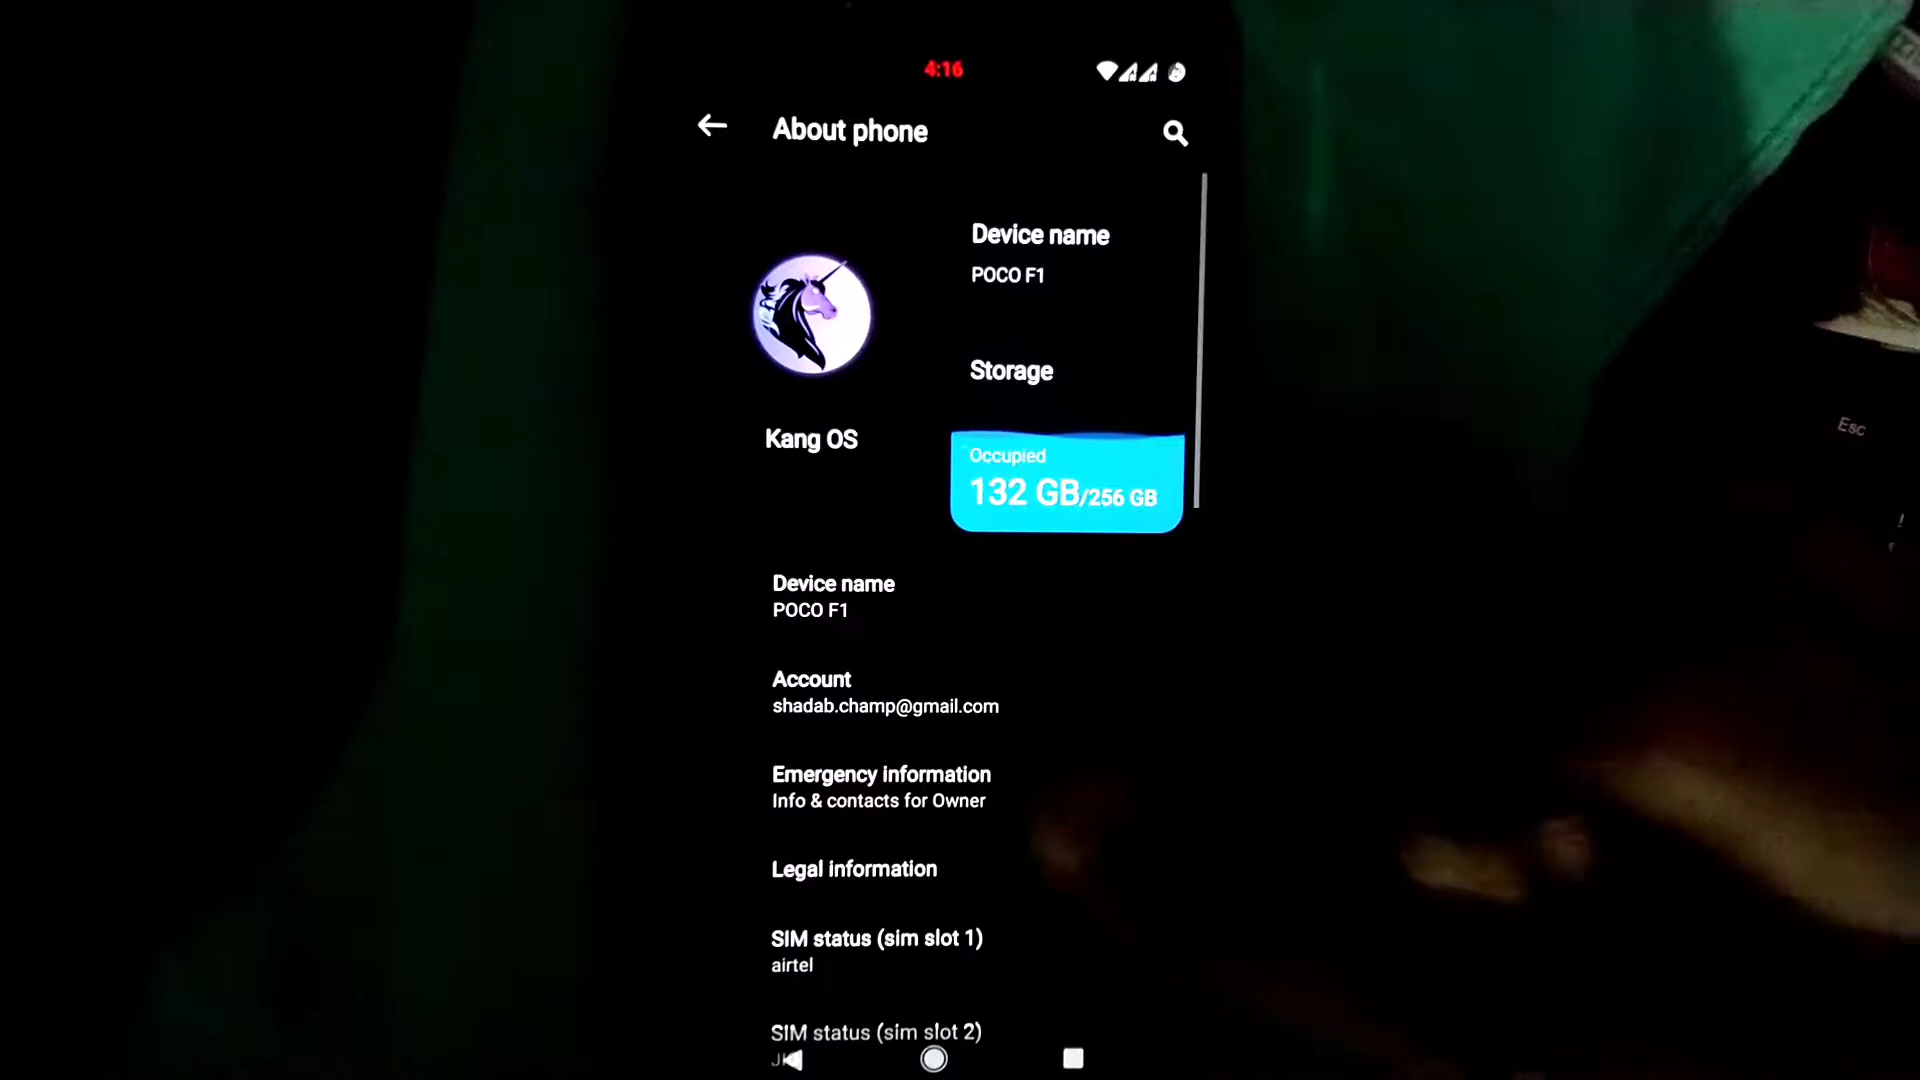 4:16
About phone
Device name
POCO F1
Storage
Kang OS
Occupied
132 GB/256 GB
Device name
POCO F1
Account
shadab.champ@gmail.com
Emergency information
Info & contacts for Owner
Legal information
SIM status (sim slot 1)
airtel
SIM status (sim slot 2)
Esc
!